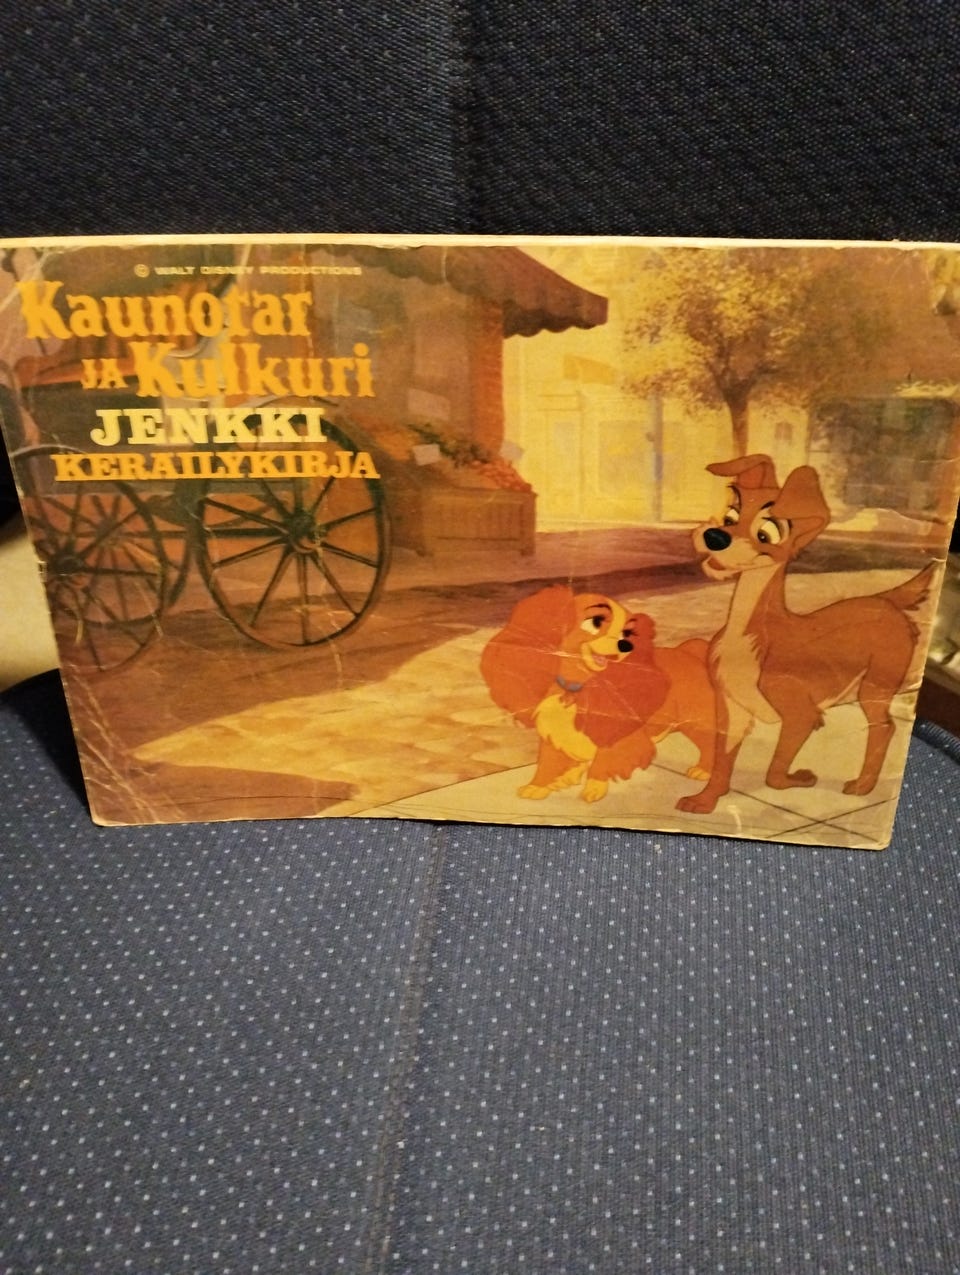 © WALT DISNEY PRODUCTIONS
Kaunotar
JA Kulkuri
JENKKI
KERÄILYKIRJA